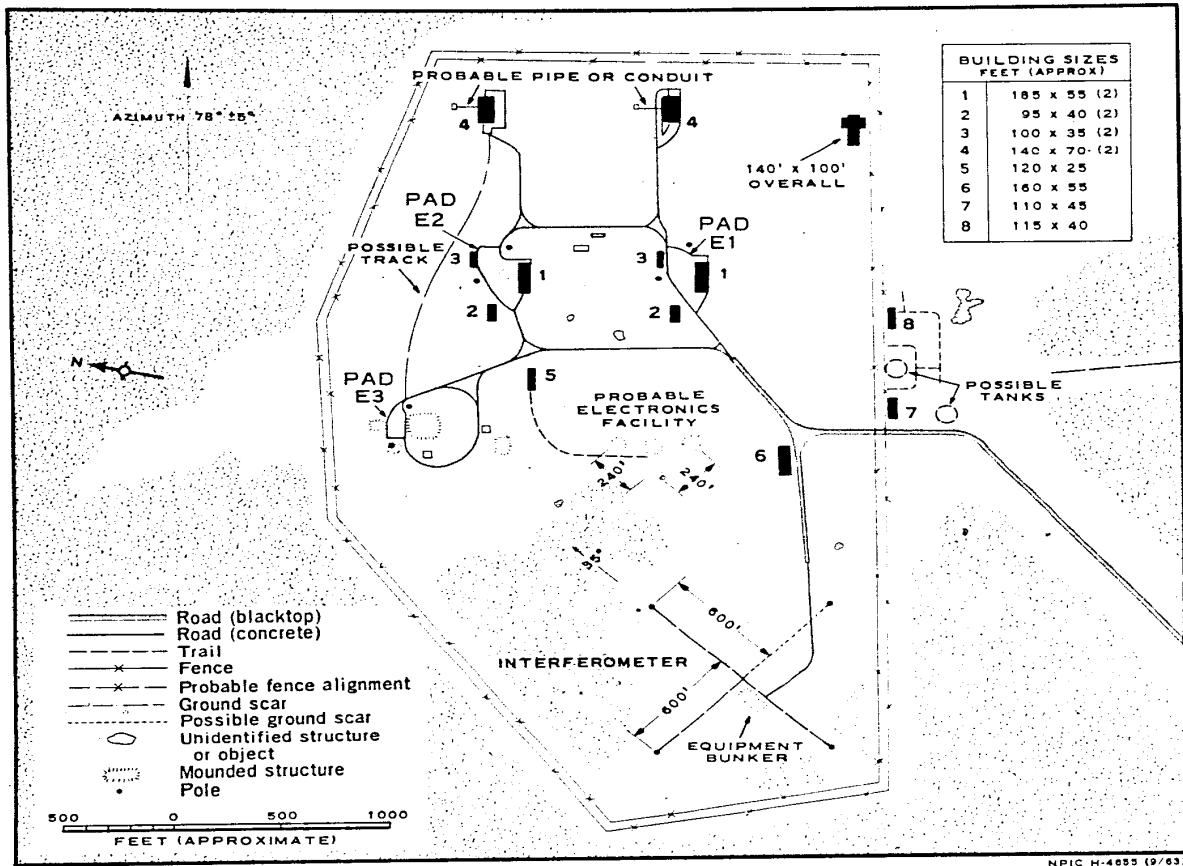 PROBABLE PIPE OR CONDUIT
AZIMUTH 78° ±5°
4
4
140' x 100'
OVERALL
BUILDING SIZES
FEET (APPROX)
1 185 x 55 (2)
2 95 x 40 (2)
3 100 x 35 (2)
4 140 x 70 (2)
5 120 x 25
6 160 x 55
7 110 x 45
8 115 x 40
PAD
E2
PAD
E1
POSSIBLE
TRACK
3
1
3
1
2
2
8
N
PAD
E3
5
POSSIBLE
TANKS
7
PROBABLE
ELECTRONICS
FACILITY
6
240'
240'
35°
600'
INTERFEROMETER
600'
EQUIPMENT
BUNKER
Road (blacktop)
Road (concrete)
Trail
Fence
Probable fence alignment
Ground scar
Possible ground scar
Unidentified structure
or object
Mounded structure
Pole
500 0 500 1000
FEET (APPROXIMATE)
NPIC H-4655 (9/63)